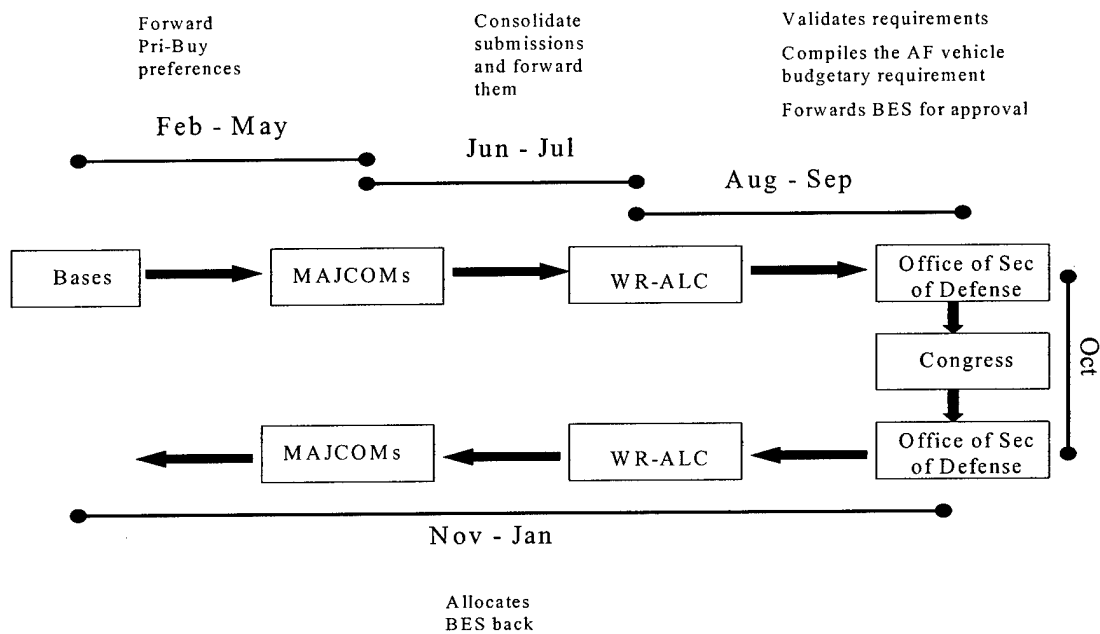 Forward
Pri-Buy
preferences
Consolidate
submissions
and forward
them
Validates requirements
Compiles the AF vehicle
budgetary requirement
Forwards BES for approval
Feb - May
Jun - Jul
Aug - Sep
Bases
MAJCOMs
WR-ALC
Office of Sec
of Defense
Congress
Oct
MAJCOMs
WR-ALC
Office of Sec
of Defense
Nov - Jan
Allocates
BES back